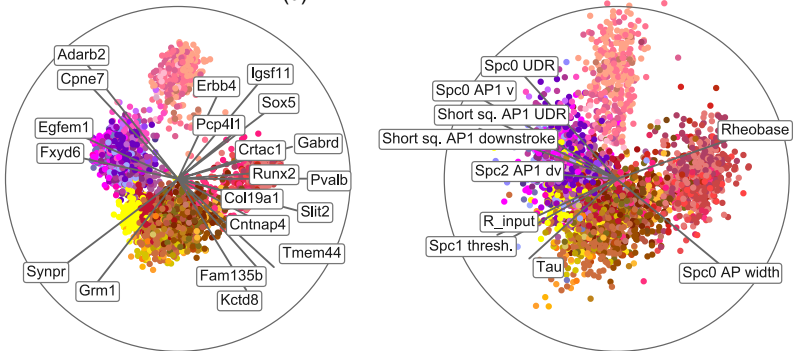 Adarb2
Cpne7
Erbb4
Igsf11
Sox5
Egfem1
Pcp4l1
Fxyd6
Crtac1
Gabrd
Runx2
Pvalb
Col19a1
Slit2
Cntnap4
Tmem44
Synpr
Fam135b
Grm1
Kctd8
Spc0 UDR
Spc0 AP1 v
Short sq. AP1 UDR
Short sq. AP1 downstroke
Rheobase
Spc2 AP1 dv
R_input
Spc1 thresh.
Tau
Spc0 AP width